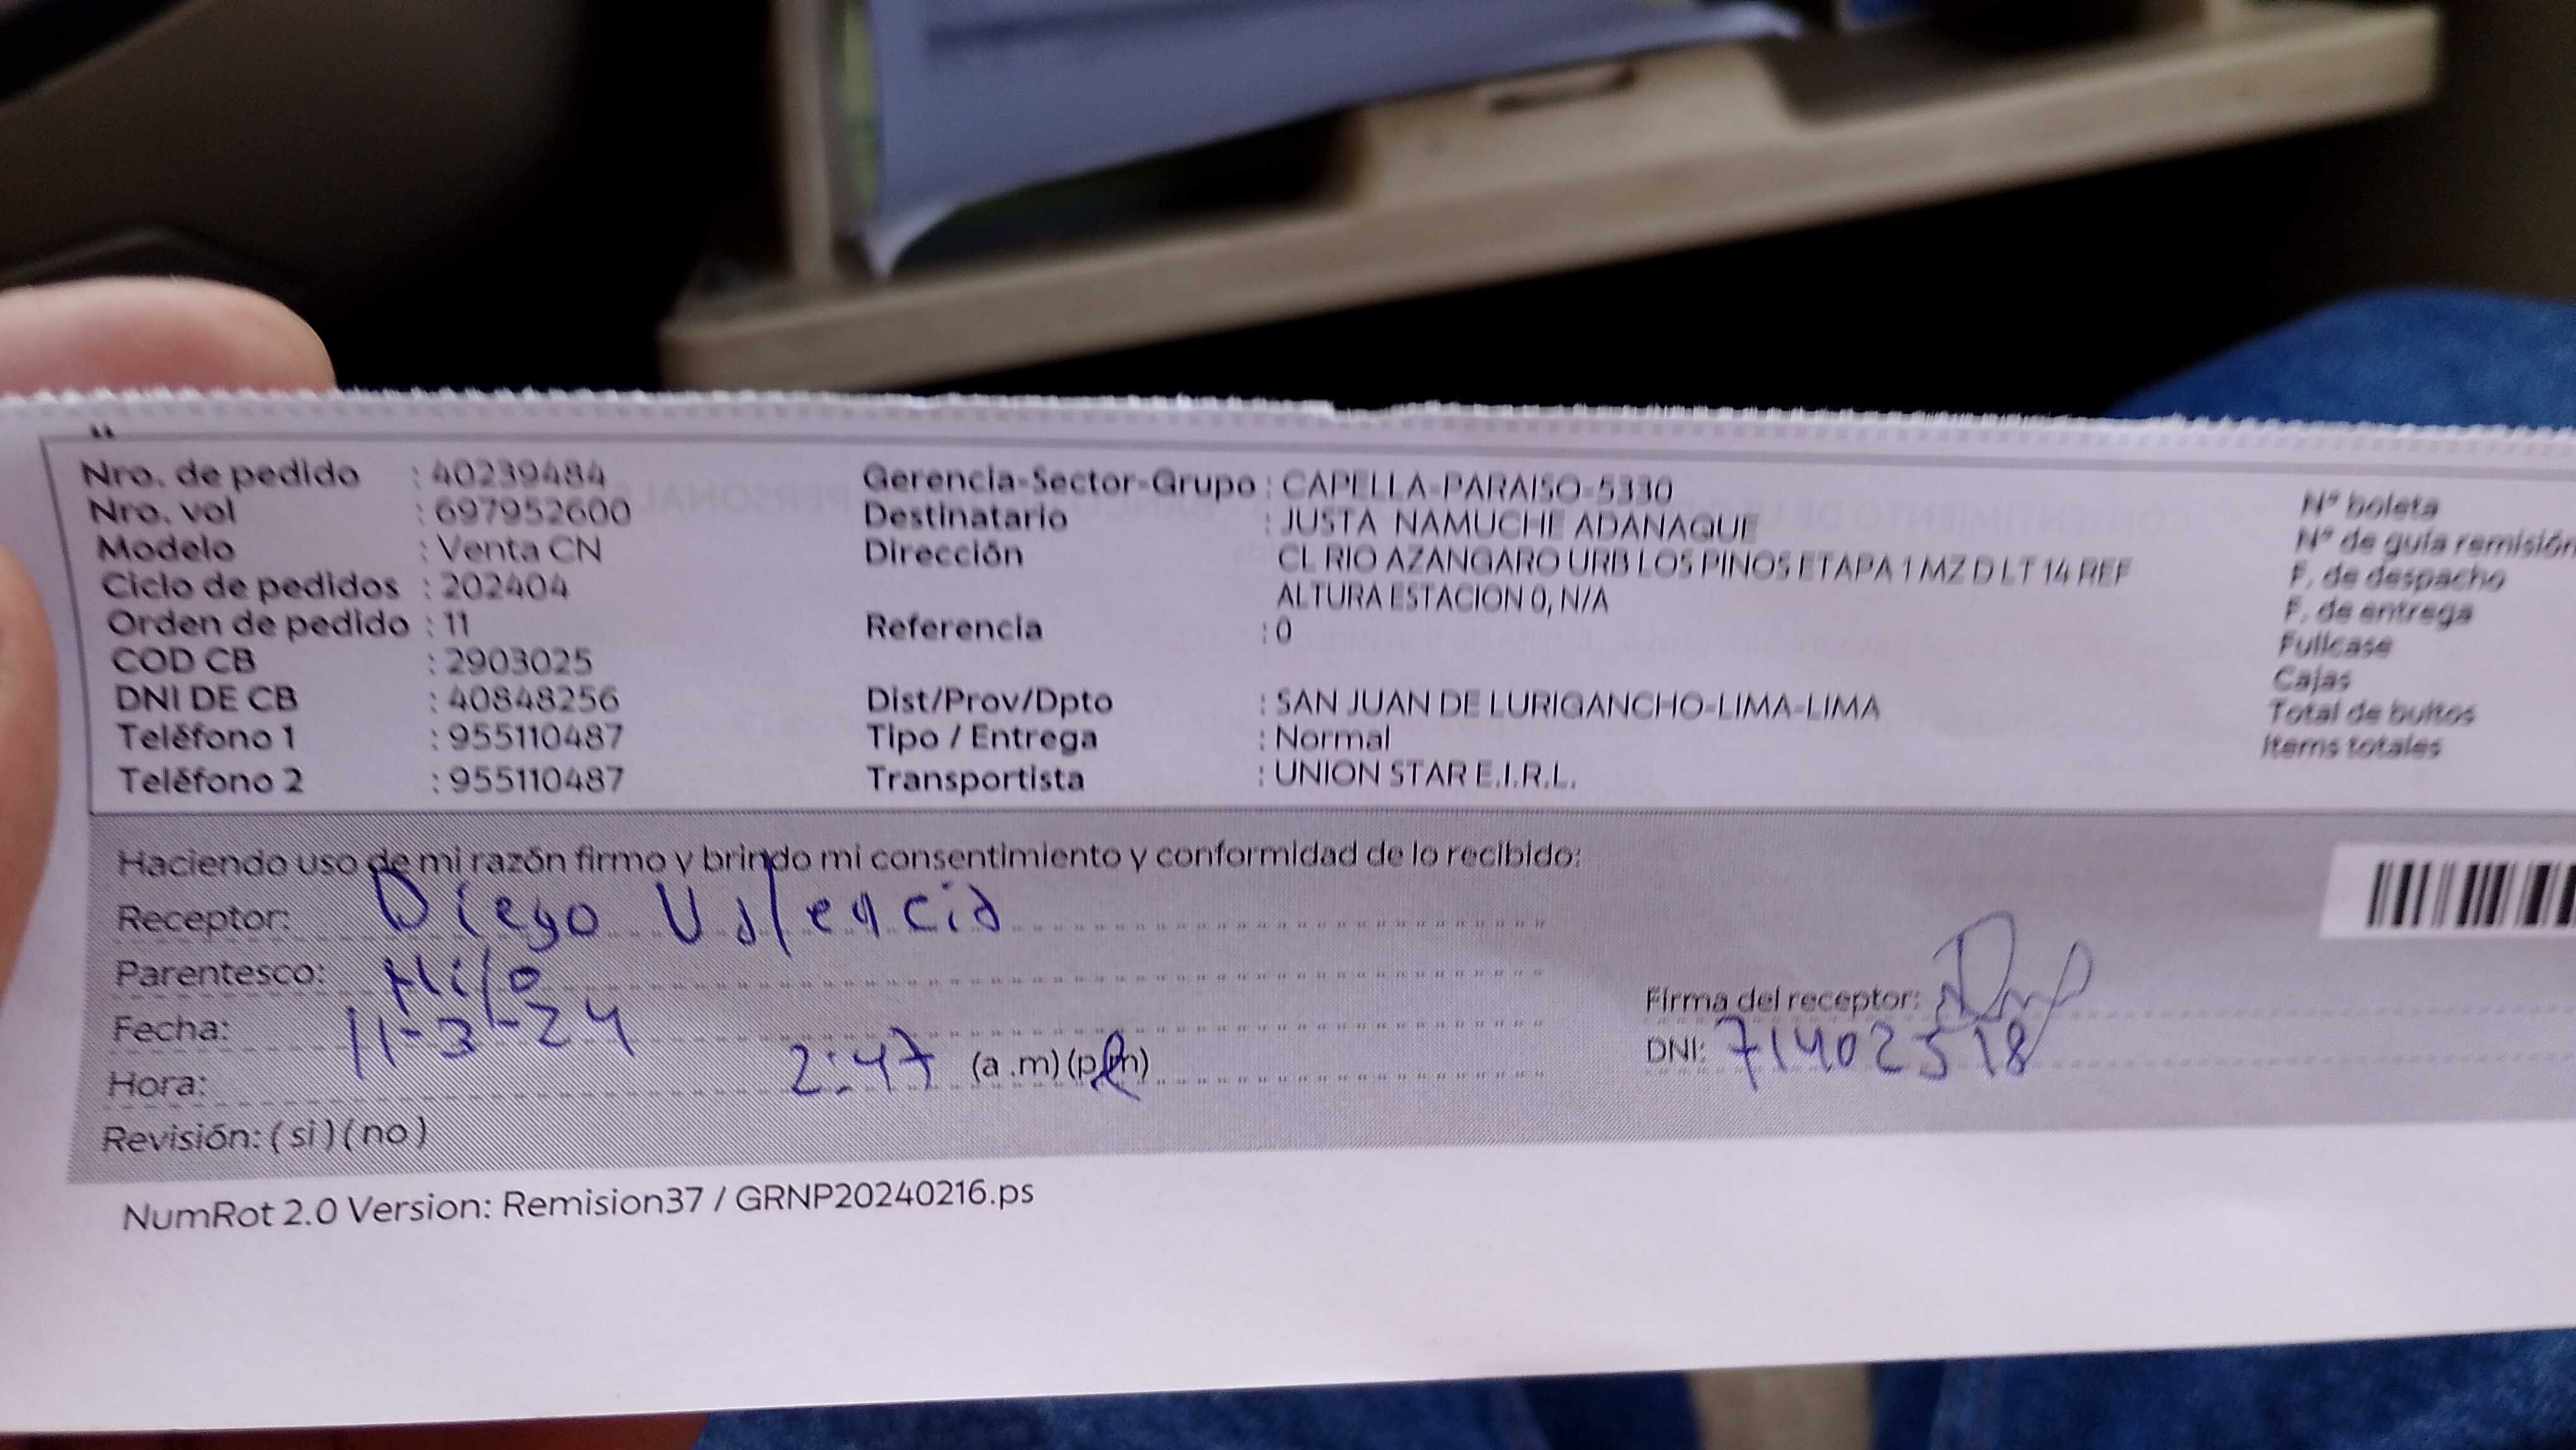 Nro. de pedido : 40239484
Nro. vol : 697952600
Modelo : Venta CN
Ciclo de pedidos : 202404
Orden de pedido : 11
COD CB : 2903025
DNI DE CB : 40848256
Teléfono 1 : 955110487
Teléfono 2 : 955110487
Gerencia-Sector-Grupo : CAPELLA-PARAISO-5330
Destinatario : JUSTA NAMUCHE ADANAQUE
Dirección CL RIO AZANGARO URB LOS PINOS ETAPA 1 MZ D LT 14 REF
ALTURA ESTACION 0, N/A
Referencia : 0
Dist/Prov/Dpto : SAN JUAN DE LURIGANCHO-LIMA-LIMA
Tipo / Entrega : Normal
Transportista : UNION STAR E.I.R.L.
N° boleta
N° de guía remisión
F. de despacho
F. de entrega
Fullcase
Cajas
Total de bultos
Items totales
Haciendo uso de mi razón firmo y brindo mi consentimiento y conformidad de lo recibido:
Receptor: Diego Valencia
Parentesco: Hijo
Fecha: 11-3-24
Hora: 2:47 (a .m) (p.m)
Revisión: ( si ) ( no )
Firma del receptor:
DNI: 71402518
NumRot 2.0 Version: Remision37 / GRNP20240216.ps